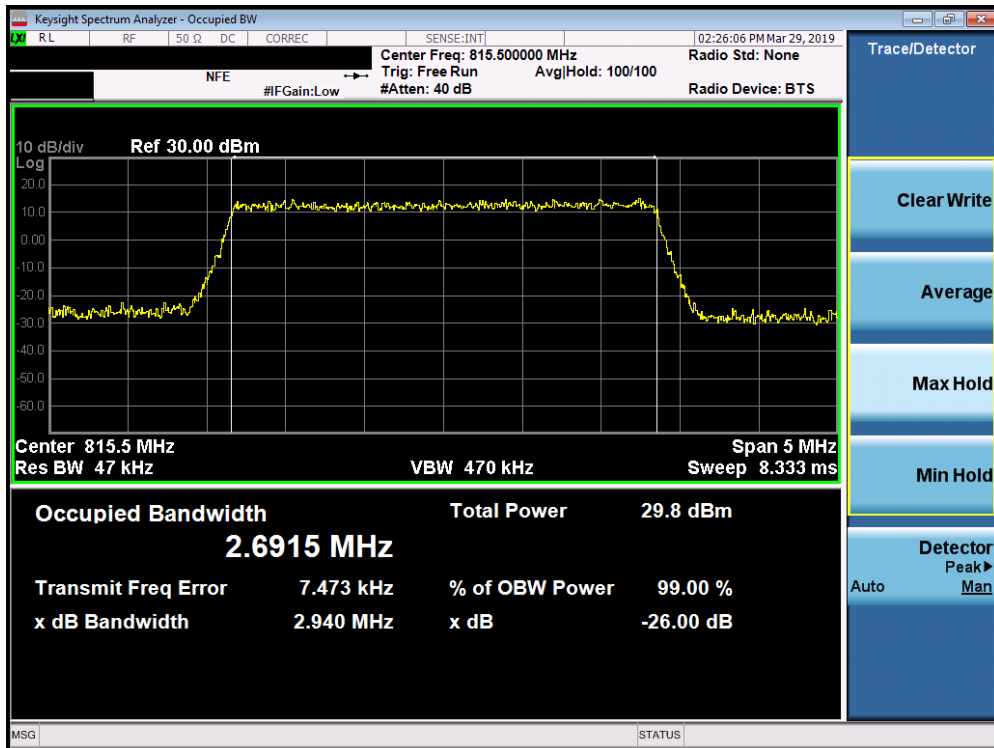 Keysight Spectrum Analyzer - Occupied BW
LXI RL RF 50 Ω DC CORREC SENSE:INT 02:26:06 PM Mar 29, 2019
Center Freq: 815.500000 MHz Radio Std: None
NFE Trig: Free Run Avg|Hold: 100/100
#IFGain:Low #Atten: 40 dB Radio Device: BTS
Trace/Detector
10 dB/div Ref 30.00 dBm
Log
20.0
10.0
0.00
-10.0
-20.0
-30.0
-40.0
-50.0
-60.0
Center 815.5 MHz Span 5 MHz
Res BW 47 kHz VBW 470 kHz Sweep 8.333 ms
Occupied Bandwidth Total Power 29.8 dBm
2.6915 MHz
Transmit Freq Error 7.473 kHz % of OBW Power 99.00 %
x dB Bandwidth 2.940 MHz x dB -26.00 dB
Clear Write
Average
Max Hold
Min Hold
Detector
Peak▶
Auto Man
MSG STATUS